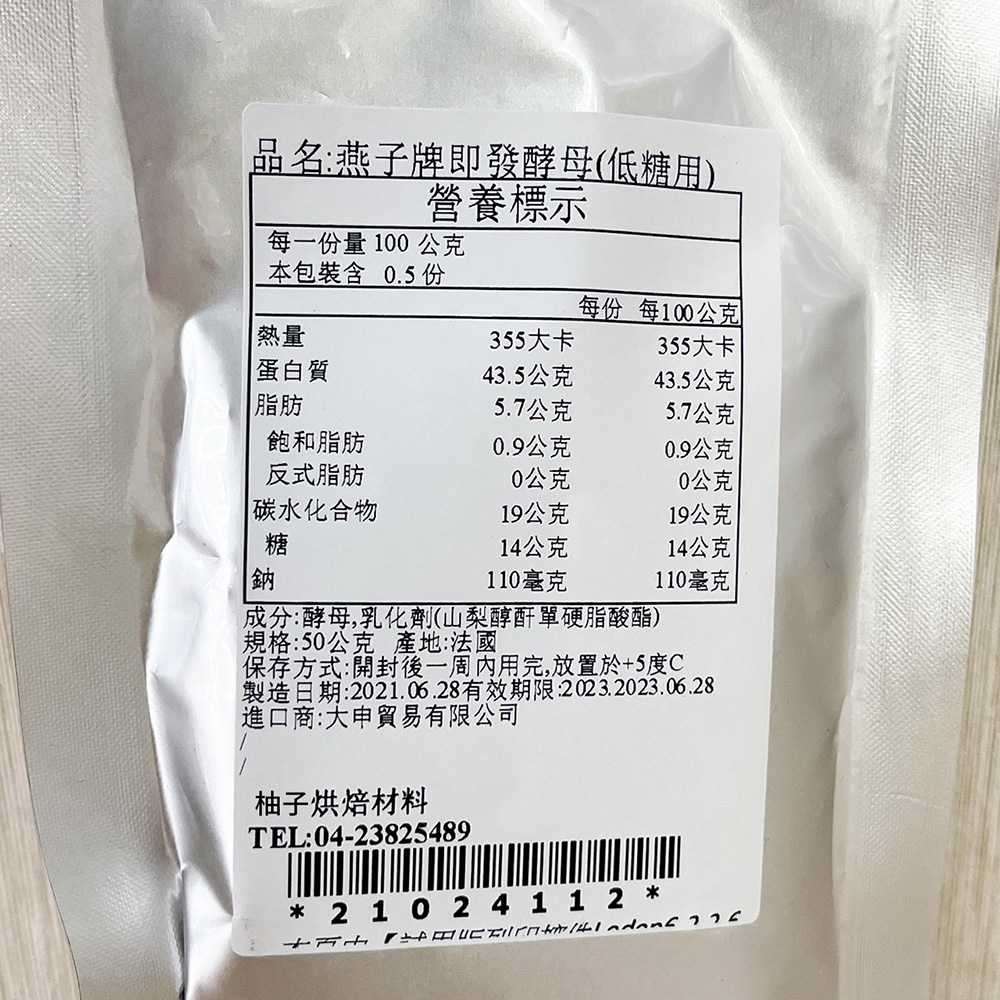 品名:燕子牌即發酵母(低糖用)
營養標示
每一份量 100 公克
本包裝含 0.5 份
每份 每100公克
熱量 355大卡 355大卡
蛋白質 43.5公克 43.5公克
脂肪 5.7公克 5.7公克
飽和脂肪 0.9公克 0.9公克
反式脂肪 0公克 0公克
碳水化合物 19公克 19公克
糖 14公克 14公克
鈉 110毫克 110毫克
成分:酵母,乳化劑(山梨醇酐單硬脂酸酯)
規格:50公克 產地:法國
保存方式:開封後一周內用完,放置於+5度C
製造日期:2021.06.28有效期限:2023.2023.06.28
進口商:大申貿易有限公司
/
/
柚子烘焙材料
TEL:04-23825489
*21024112*